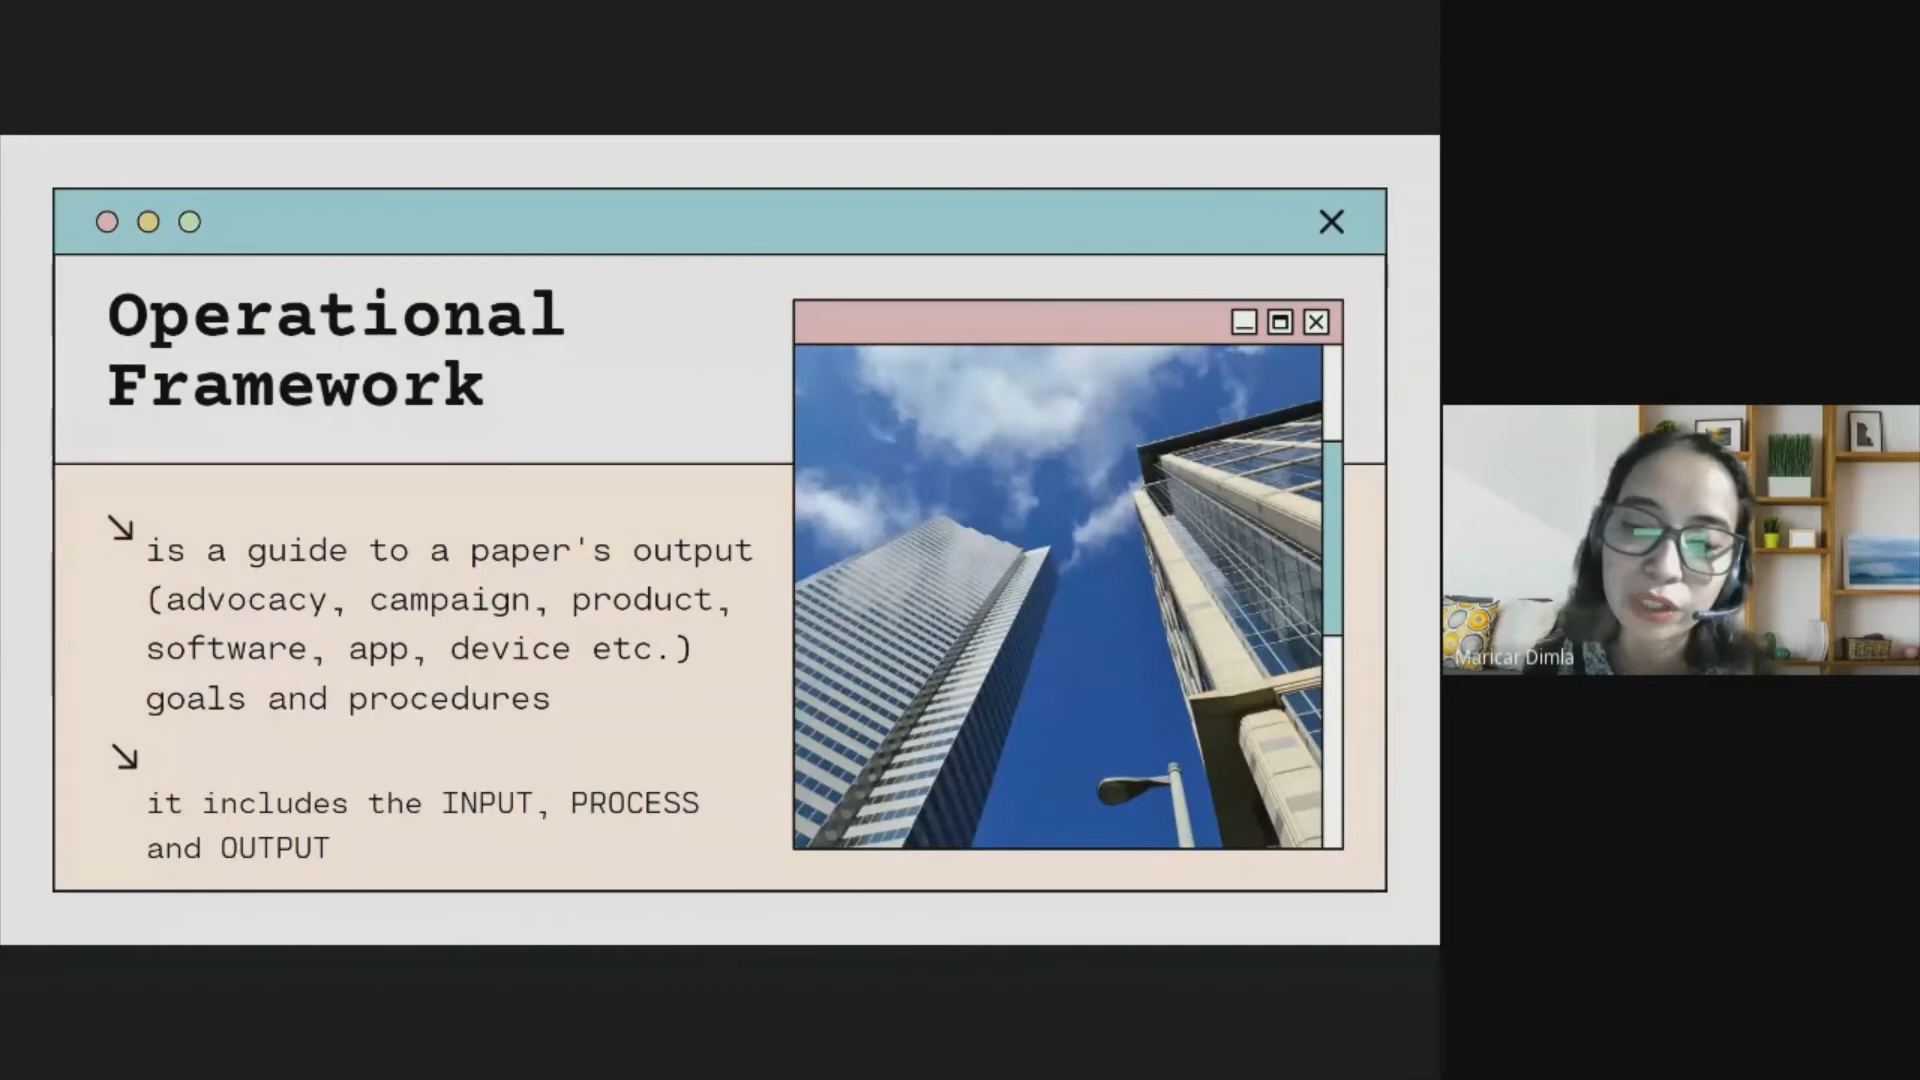 Operational
Framework
is a guide to a paper's output
(advocacy, campaign, product,
software, app, device etc.)
goals and procedures
it includes the INPUT, PROCESS
and OUTPUT
Maricar Dimla